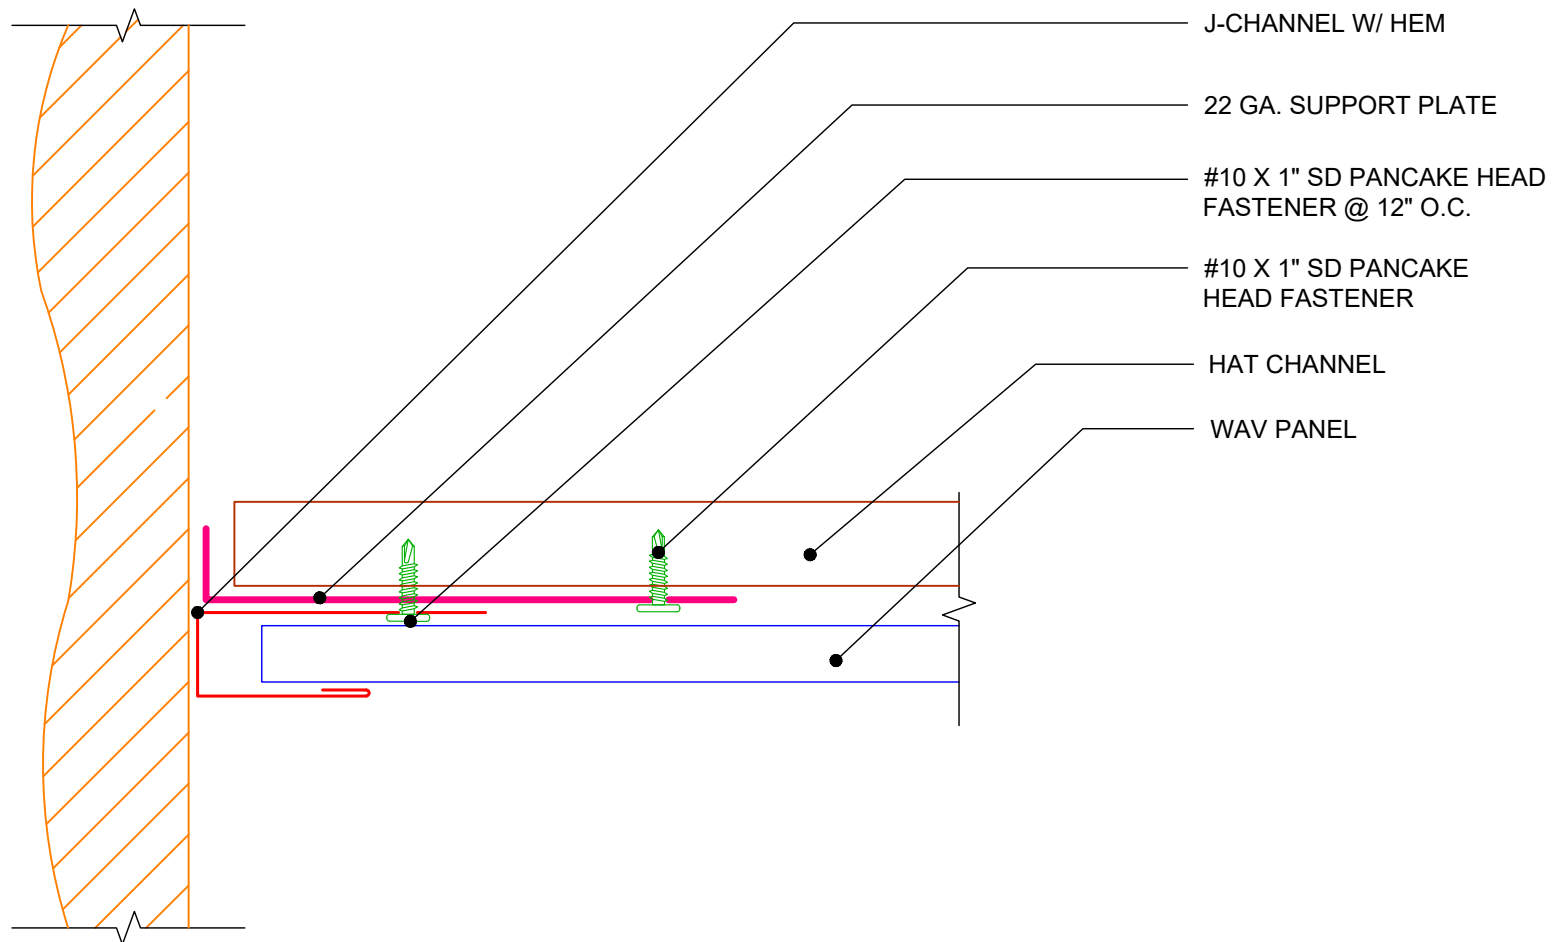 J-CHANNEL W/ HEM
22 GA. SUPPORT PLATE
#10 X 1" SD PANCAKE HEAD
FASTENER @ 12" O.C.
#10 X 1" SD PANCAKE
HEAD FASTENER
HAT CHANNEL
WAV PANEL